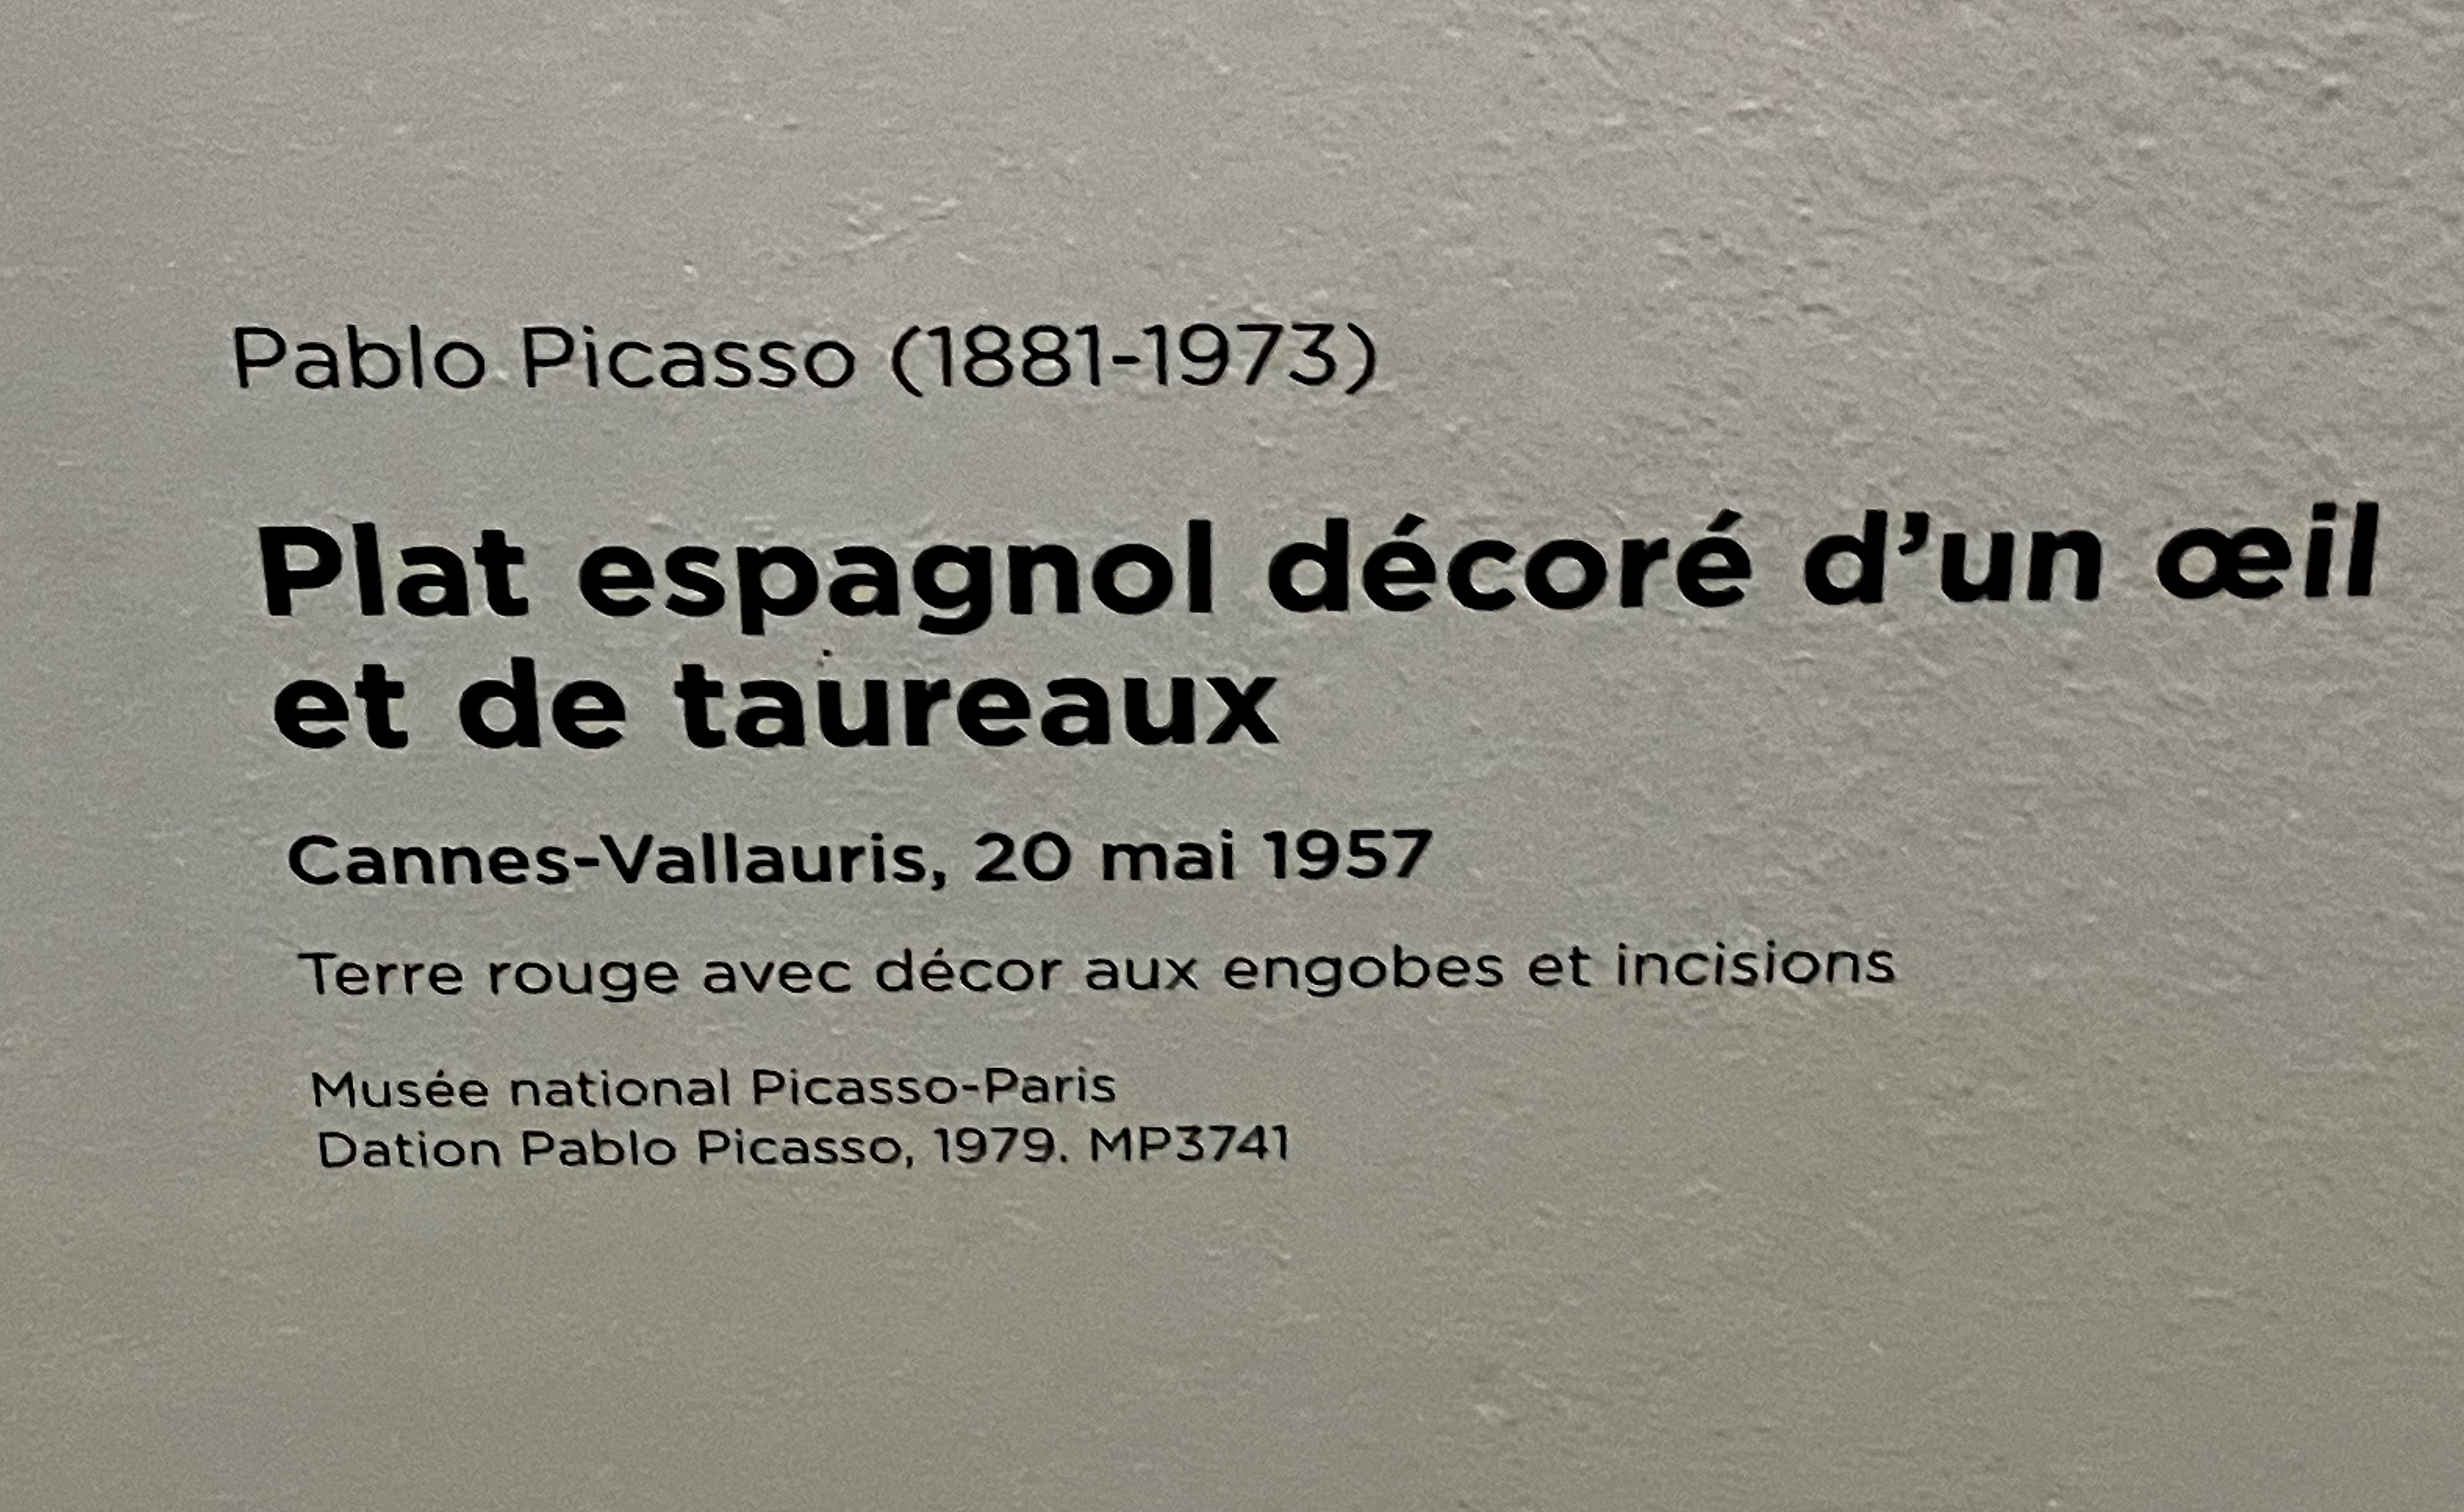 Pablo Picasso (1881-1973)
Plat espagnol décoré d’un œil
et de taureaux
Cannes-Vallauris, 20 mai 1957
Terre rouge avec décor aux engobes et incisions
Musée national Picasso-Paris
Dation Pablo Picasso, 1979. MP3741